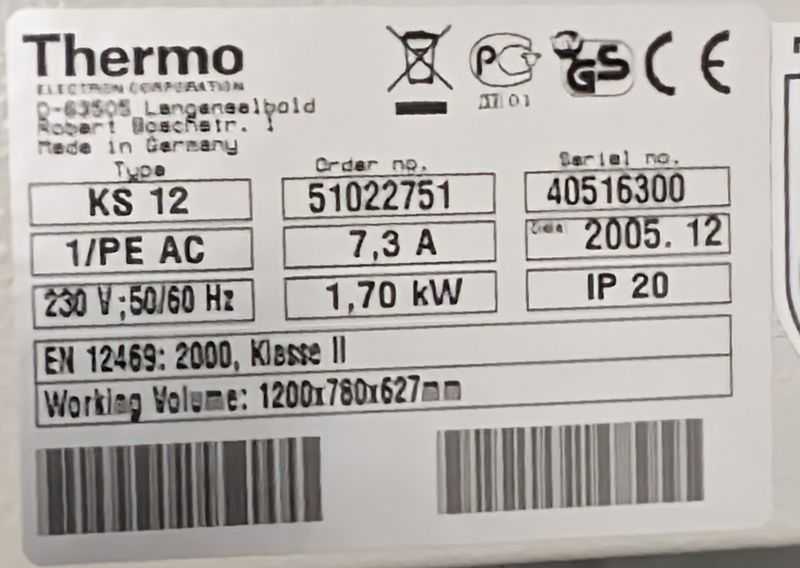 Thermo
ELECTRON CORPORATION
D-63505 Langenselbold
Robert Boschstr. 1
Made in Germany
PC GS CE
01
Type Order no. Serial no.
KS 12 51022751 40516300
1/PE AC 7,3 A 2005. 12
230 V;50/60 Hz 1,70 kW IP 20
EN 12469: 2000, Klasse II
Working Volume: 1200x780x627mm